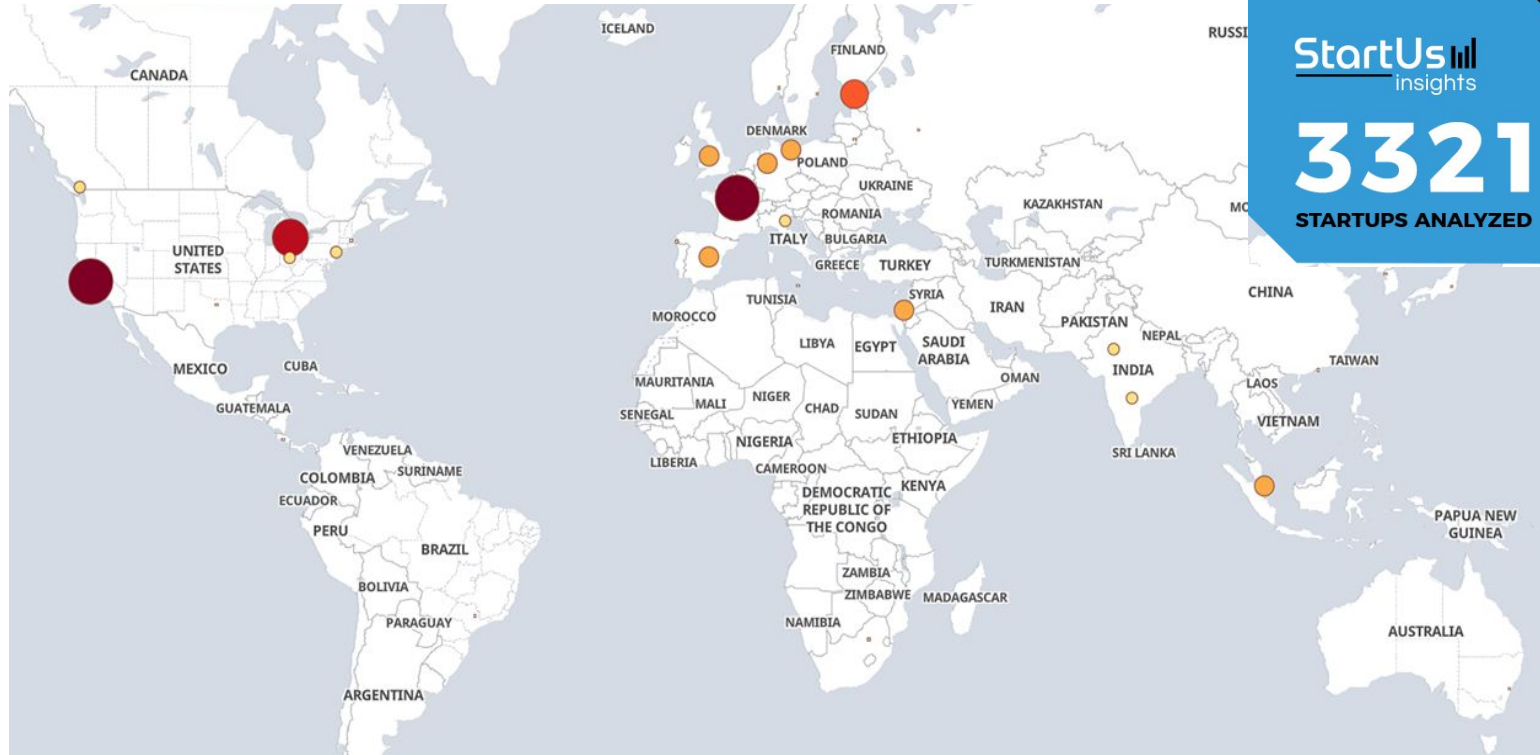 ICELAND
RUSSI
FINLAND
CANADA
DENMARK
POLAND
UKRAINE
KAZAKHSTAN
MO
ROMANIA
ITALY
BULGARIA
UNITED
STATES
GREECE
TURKEY
TURKMENISTAN
SYRIA
CHINA
TUNISIA
IRAN
MOROCCO
PAKISTAN
NEPAL
LIBYA
EGYPT
SAUDI
ARABIA
TAIWAN
MEXICO
CUBA
INDIA
OMAN
LAOS
MAURITANIA
NIGER
MALI
CHAD
YEMEN
GUATEMALA
SENEGAL
SUDAN
VIETNAM
NIGERIA
ETHIOPIA
VENEZUELA
SRI LANKA
LIBERIA
CAMEROON
SURINAME
COLOMBIA
KENYA
ECUADOR
DEMOCRATIC
REPUBLIC OF
THE CONGO
PAPUA NEW
GUINEA
PERU
BRAZIL
ZAMBIA
BOLIVIA
ZIMBABWE
MADAGASCAR
PARAGUAY
NAMIBIA
AUSTRALIA
ARGENTINA
StartUs
insights
3321
STARTUPS ANALYZED